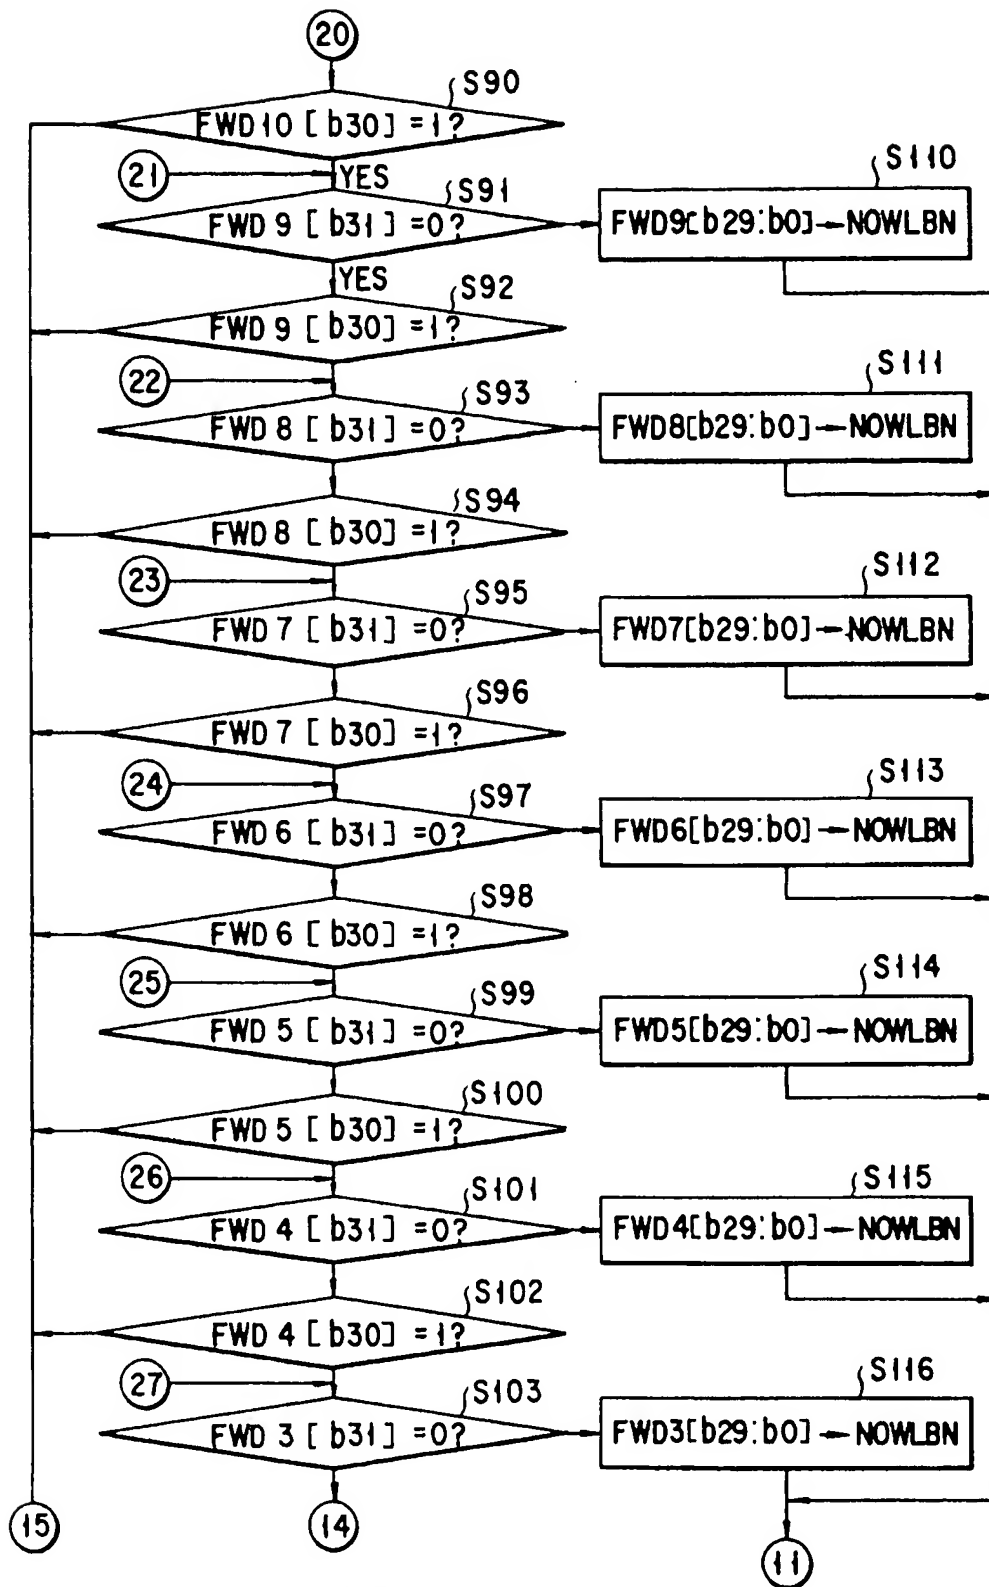 20
S90
FWD10 [b30] =1?
21
YES
S91
S110
FWD 9 [b31] =0?
FWD9[b29:b0]→NOWLBN
YES
S92
FWD 9 [b30] =1?
22
S93
S111
FWD 8 [b31] =0?
FWD8[b29:b0]→NOWLBN
S94
FWD 8 [b30] =1?
23
S95
S112
FWD 7 [b31] =0?
FWD7[b29:b0]→NOWLBN
S96
FWD 7 [b30] =1?
24
S97
S113
FWD 6 [b31] =0?
FWD6[b29:b0]→NOWLBN
S98
FWD 6 [b30] =1?
25
S99
S114
FWD 5 [b31] =0?
FWD5[b29:b0]→NOWLBN
S100
FWD 5 [b30] =1?
26
S101
S115
FWD 4 [b31] =0?
FWD4[b29:b0]→NOWLBN
S102
FWD 4 [b30] =1?
27
S103
S116
FWD 3 [b31] =0?
FWD3[b29:b0]→NOWLBN
15
14
11